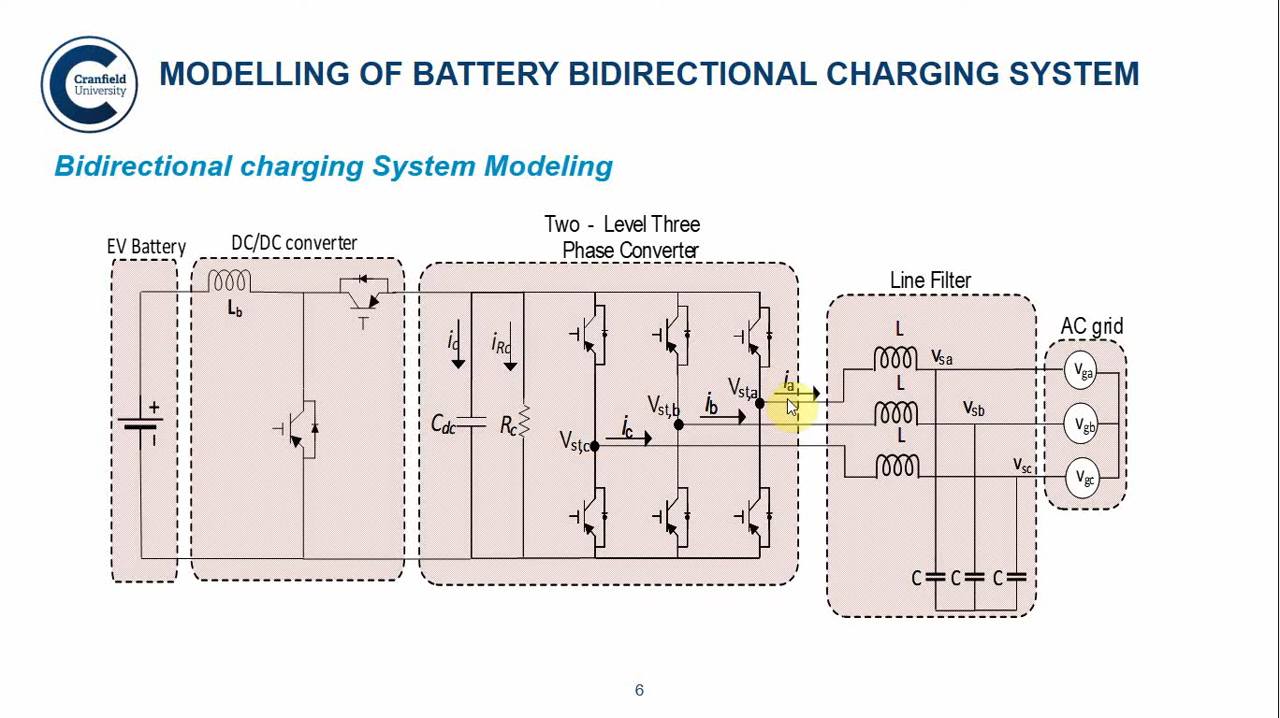 Cranfield
University
MODELLING OF BATTERY BIDIRECTIONAL CHARGING SYSTEM
Bidirectional charging System Modeling
EV Battery
DC/DC converter
Two - Level Three
Phase Converter
Line Filter
AC grid
Lb
ic
iRc
Cdc
Rc
+
-
Vst,a
Vst,b
Vst,c
ia
ib
ic
L
L
L
Vsa
Vsb
Vsc
Vga
Vgb
Vgc
C
C
C
6